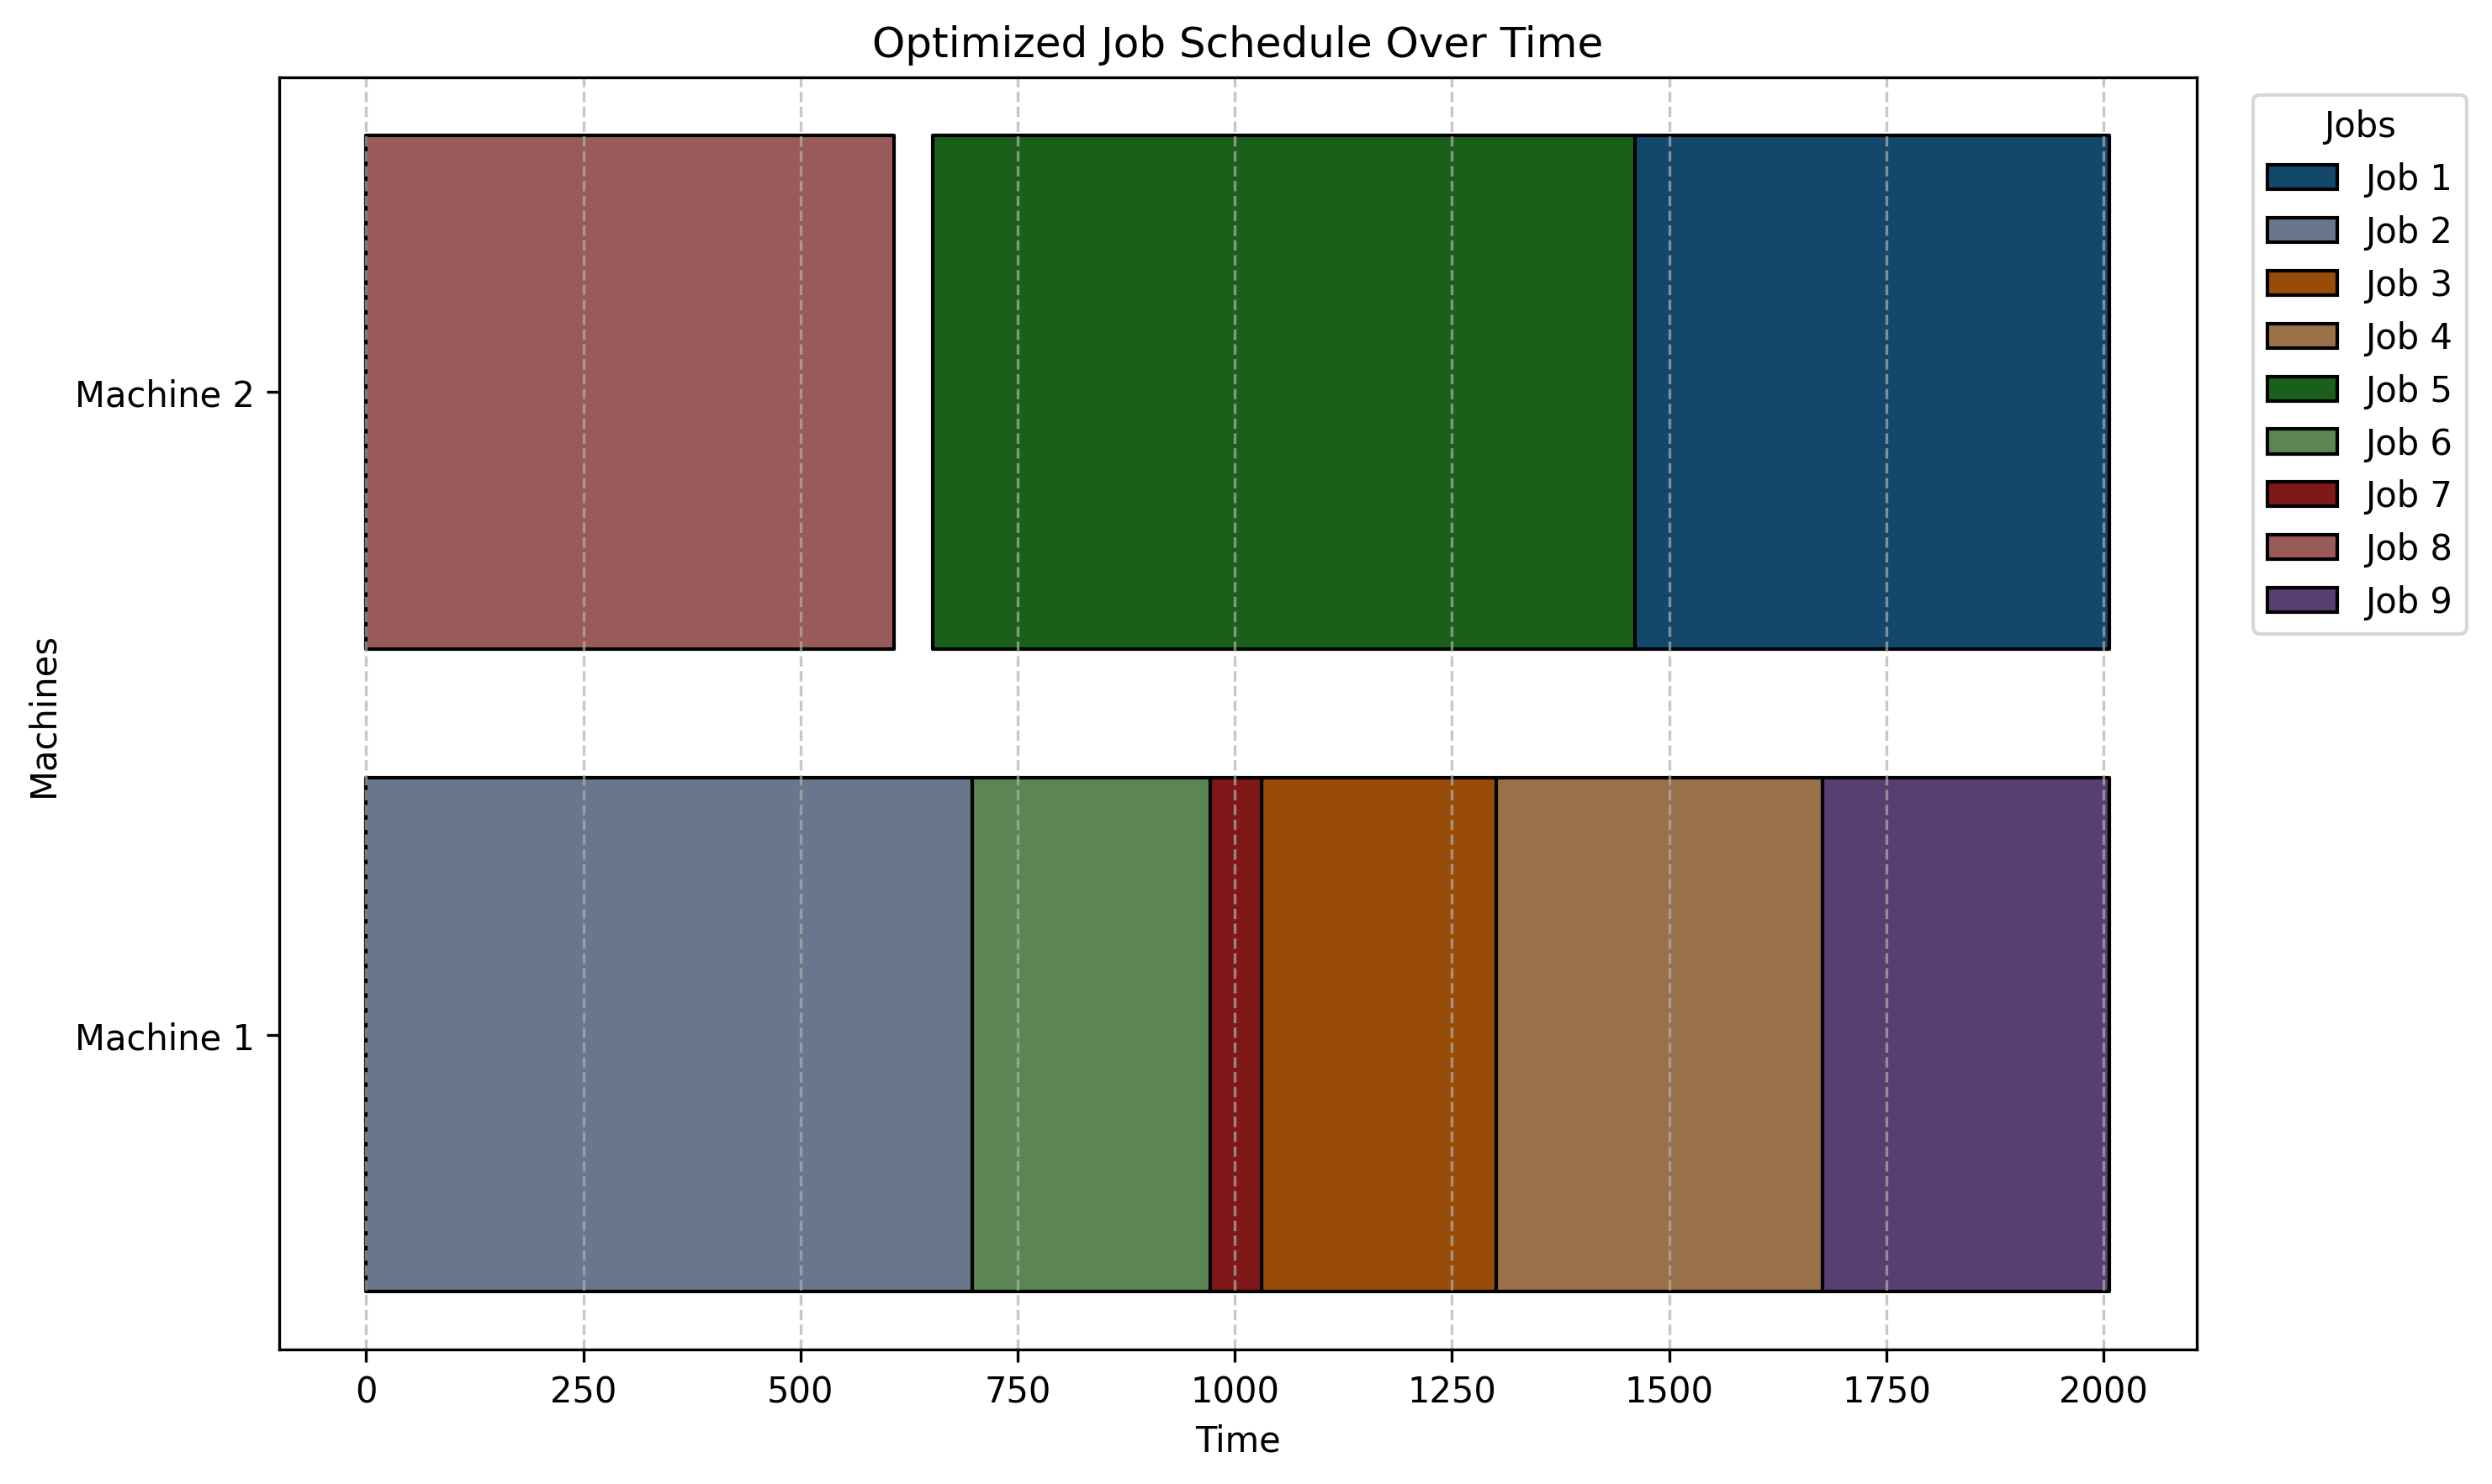 Optimized Job Schedule Over Time
Machines
Machine 2
Machine 1
0 250 500 750 1000 1250 1500 1750 2000
Time
Jobs
Job 1
Job 2
Job 3
Job 4
Job 5
Job 6
Job 7
Job 8
Job 9